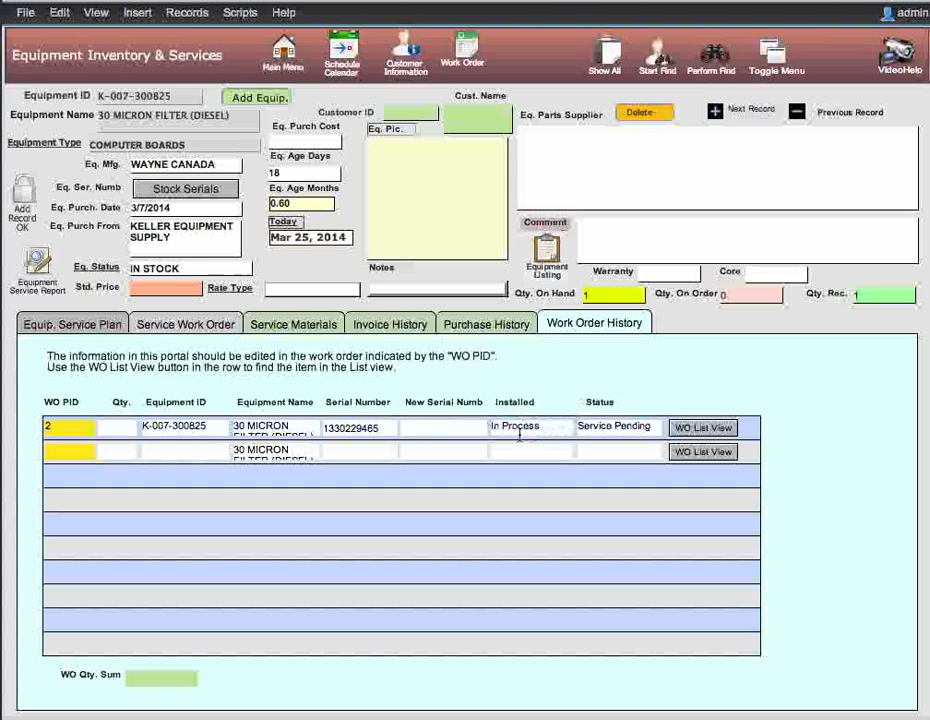 File Edit View Insert Records Scripts Help admin
Equipment Inventory & Services
Main Menu
Schedule Calendar
Customer Information
Work Order
Show All
Start Find
Perform Find
Toggle Menu
VideoHelp
Equipment ID K-007-300825
Add Equip.
Equipment Name 30 MICRON FILTER (DIESEL)
Equipment Type COMPUTER BOARDS
Eq. Mfg. WAYNE CANADA
Eq. Ser. Numb Stock Serials
Eq. Purch. Date 3/7/2014
Eq. Purch From KELLER EQUIPMENT
SUPPLY
Eq. Status IN STOCK
Std. Price
Rate Type
Add
Record
OK
Equipment
Service Report
Customer ID
Cust. Name
Eq. Purch Cost
Eq. Pic.
Eq. Age Days
18
Eq. Age Months
0.60
Today
Mar 25, 2014
Notes
Eq. Parts Supplier
Delete
Next Record
Previous Record
Comment
Equipment
Listing
Warranty
Core
Qty. On Hand 1
Qty. On Order 0
Qty. Rec. 1
Equip. Service Plan Service Work Order Service Materials Invoice History Purchase History Work Order History
The information in this portal should be edited in the work order indicated by the "WO PID".
Use the WO List View button in the row to find the item in the List view.
WO PID Qty. Equipment ID Equipment Name Serial Number New Serial Numb Installed Status
2 K-007-300825 30 MICRON FILTER (DIESEL) 1330229465 In Process Service Pending WO List View
30 MICRON FILTER (DIESEL) WO List View
WO Qty. Sum